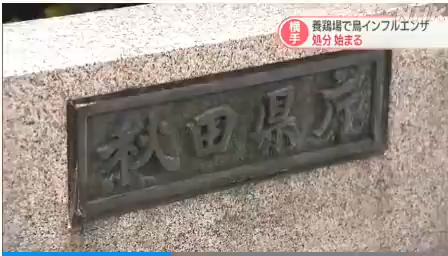 横手
養鶏場で鳥インフルエンザ
処分 始まる
秋田県庁